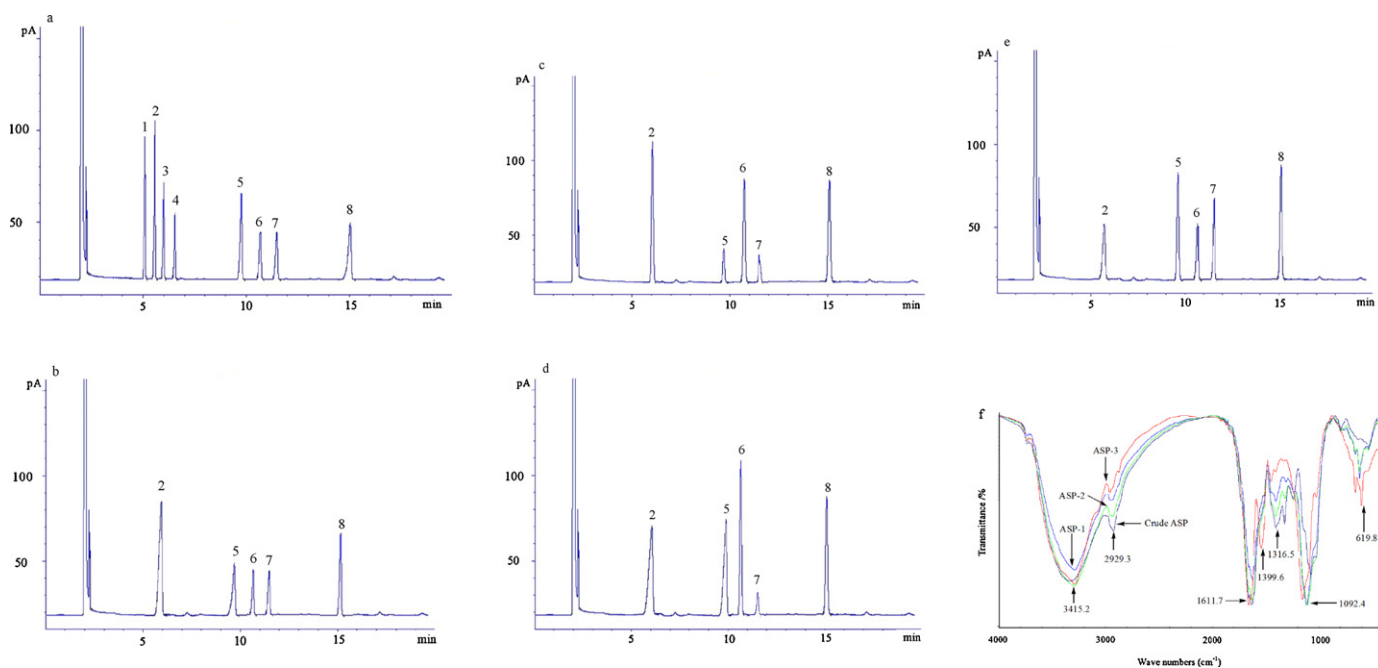 a
pA
100
50
1
2
3
4
5
6
7
8
5
10
15
min
b
pA
100
50
2
5
6
7
8
5
10
15
min
c
pA
100
50
2
5
6
7
8
5
10
15
min
d
pA
100
50
2
5
6
7
8
5
10
15
min
e
pA
100
50
2
5
6
7
8
5
10
15
min
f
Transmittance /%
ASP-3
ASP-2
ASP-1
Crude ASP
2929.3
3415.2
1611.7
1399.6
1316.5
1092.4
619.8
4000
3000
2000
1000
Wave numbers (cm⁻¹)